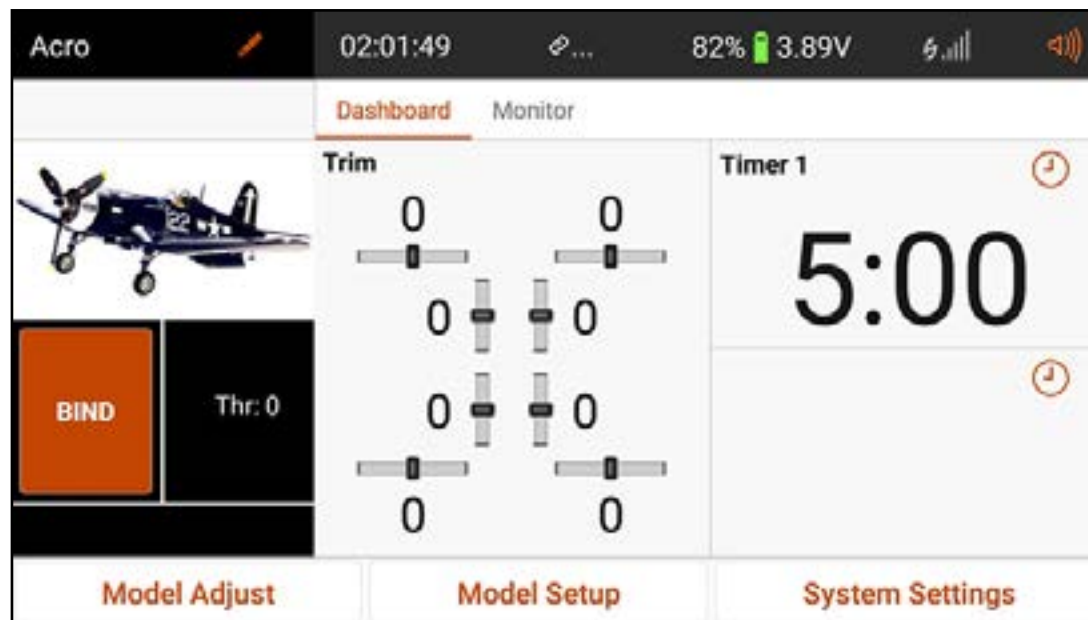 Acro
02:01:49
...
82% 3.89V
Dashboard Monitor
Trim
0 0
0 0
0 0
0 0
Timer 1
5:00
BIND
Thr: 0
Model Adjust
Model Setup
System Settings